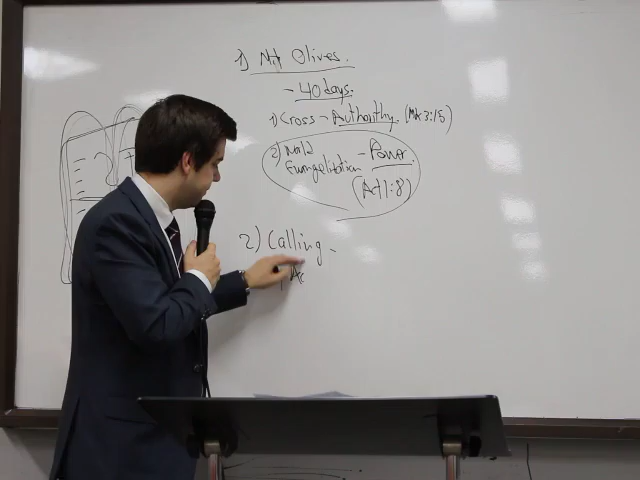 1) Mt Olives.
- 40 days.
1) Cross - Authority. (Mk 3:15)
2) World - Power.
Evangelization (Act 1:8)
2) Calling -